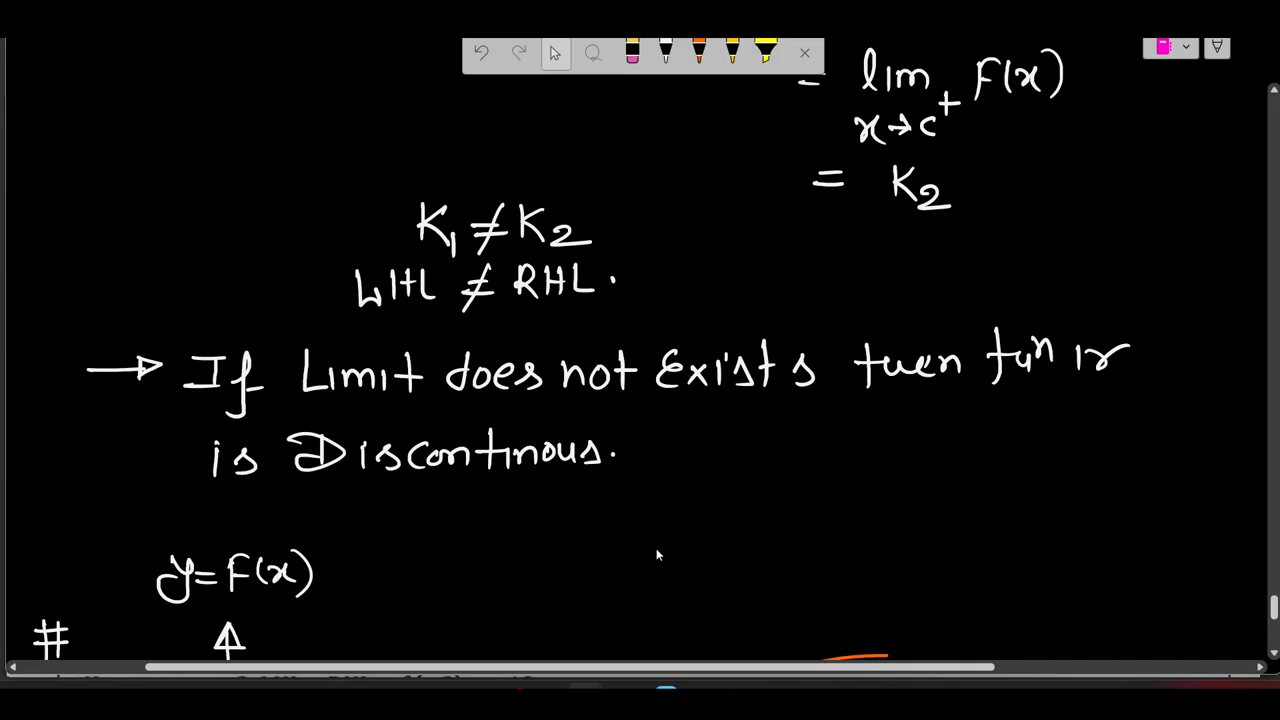 = lim F(x)
x→c+
= K2
K1 ≠ K2
LHL ≠ RHL.
→ If Limit does not Exists then fun is
is Discontinous.
y=F(x)
#